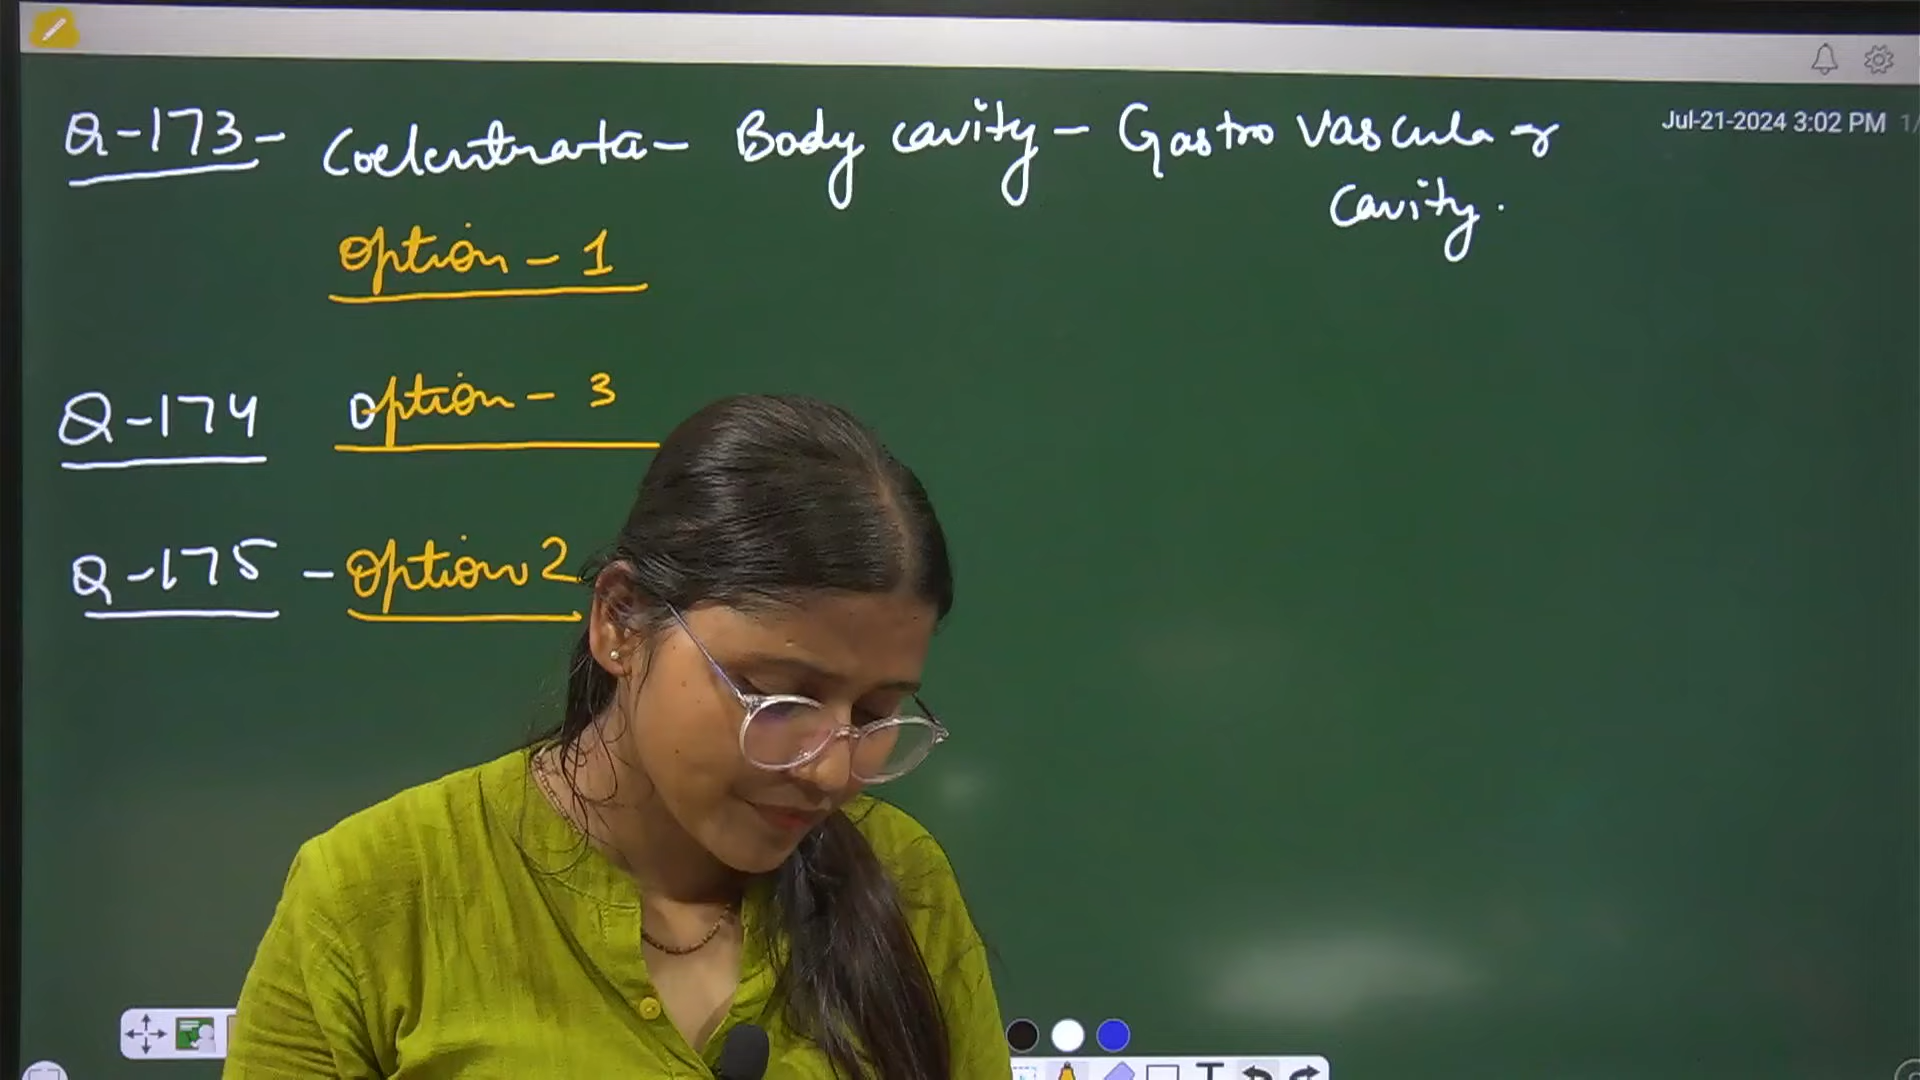 Jul-21-2024 3:02 PM 1/
Q-173- Coelentrata- Body cavity - Gastro Vascular
cavity.
option - 1
Q-174 option - 3
Q-175 - option 2